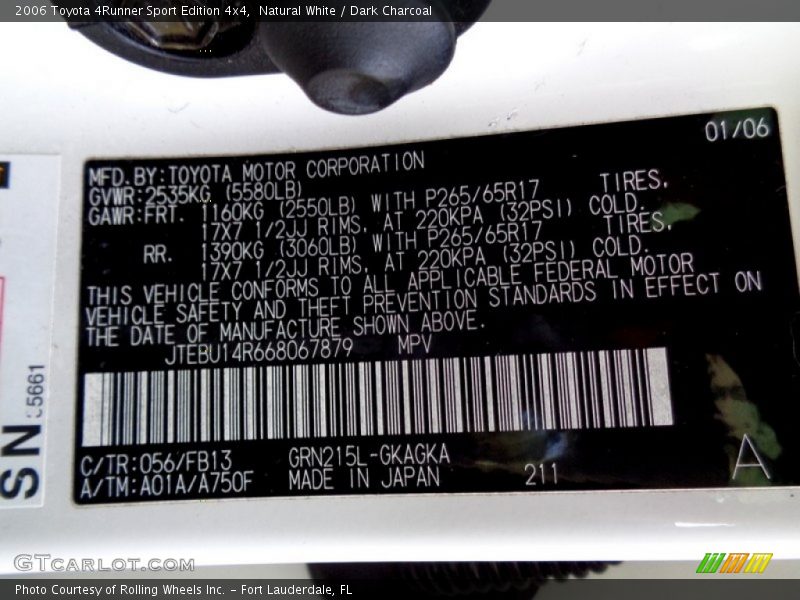 2006 Toyota 4Runner Sport Edition 4x4, Natural White / Dark Charcoal
01/06
MFD. BY: TOYOTA MOTOR CORPORATION
GVWR: 2535KG (5580LB)
GAWR: FRT. 1160KG (2550LB) WITH P265/65R17 TIRES,
17X7 1/2JJ RIMS, AT 220KPA (32PSI) COLD.
RR. 1390KG (3060LB) WITH P265/65R17 TIRES,
17X7 1/2JJ RIMS, AT 220KPA (32PSI) COLD.
THIS VEHICLE CONFORMS TO ALL APPLICABLE FEDERAL MOTOR
VEHICLE SAFETY AND THEFT PREVENTION STANDARDS IN EFFECT ON
THE DATE OF MANUFACTURE SHOWN ABOVE.
JTEBU14R668067879 MPV
C/TR: 056/FB13 GRN215L-GKAGKA
A/TM: A01A/A750F MADE IN JAPAN 211 A
SN
5661
GTCARLOT.COM
Photo Courtesy of Rolling Wheels Inc. – Fort Lauderdale, FL